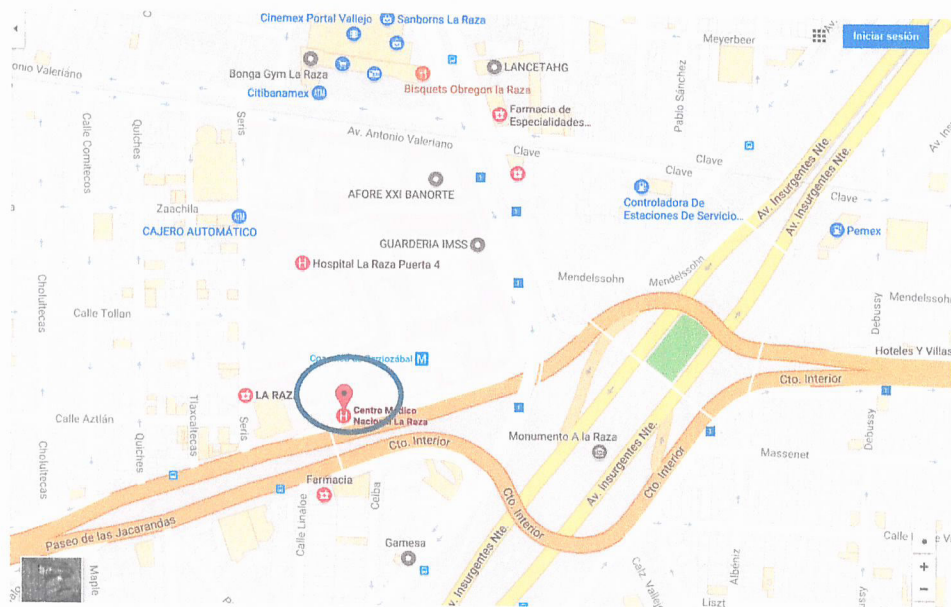 Cinemex Portal Vallejo
Sanborns La Raza
Meyerbeer
Iniciar sesión
onio Valeriano
Bonga Gym La Raza
LANCETAHG
Citibanamex
ATM
Bisquets Obregon la Raza
Farmacia de
Especialidades...
Pablo Sánchez
Av. Insurgentes Nte.
Av. Insurgentes Nte.
Calle Comitecos
Quiches
Seris
Av. Antonio Valeriano
Clave
Clave
Clave
Clave
AFORE XXI BANORTE
Zaachila
ATM
CAJERO AUTOMÁTICO
Controladora De
Estaciones De Servicio...
Pemex
GUARDERIA IMSS
Hospital La Raza Puerta 4
Mendelssohn
Mendelssohn
Mendelssohn
Cholultecas
Calle Tollan
Debussy
Hoteles Y Villas
M
LA RAZ
H
Centro Médico
Nacional La Raza
Cto. Interior
Calle Aztlán
Tlaxcaltecas
Seris
Quiches
Cholultecas
Cto. Interior
Monumento A la Raza
Av. Insurgentes Nte.
Cto. Interior
Massenet
Debussy
Farmacia
Ceiba
Calle Linaloe
Cto. Interior
Paseo de las Jacarandas
Gamesa
Av. Insurgentes Nte.
Calz. Vallejo
Albéniz
Calle
Maple
Liszt
Debussy
+
−